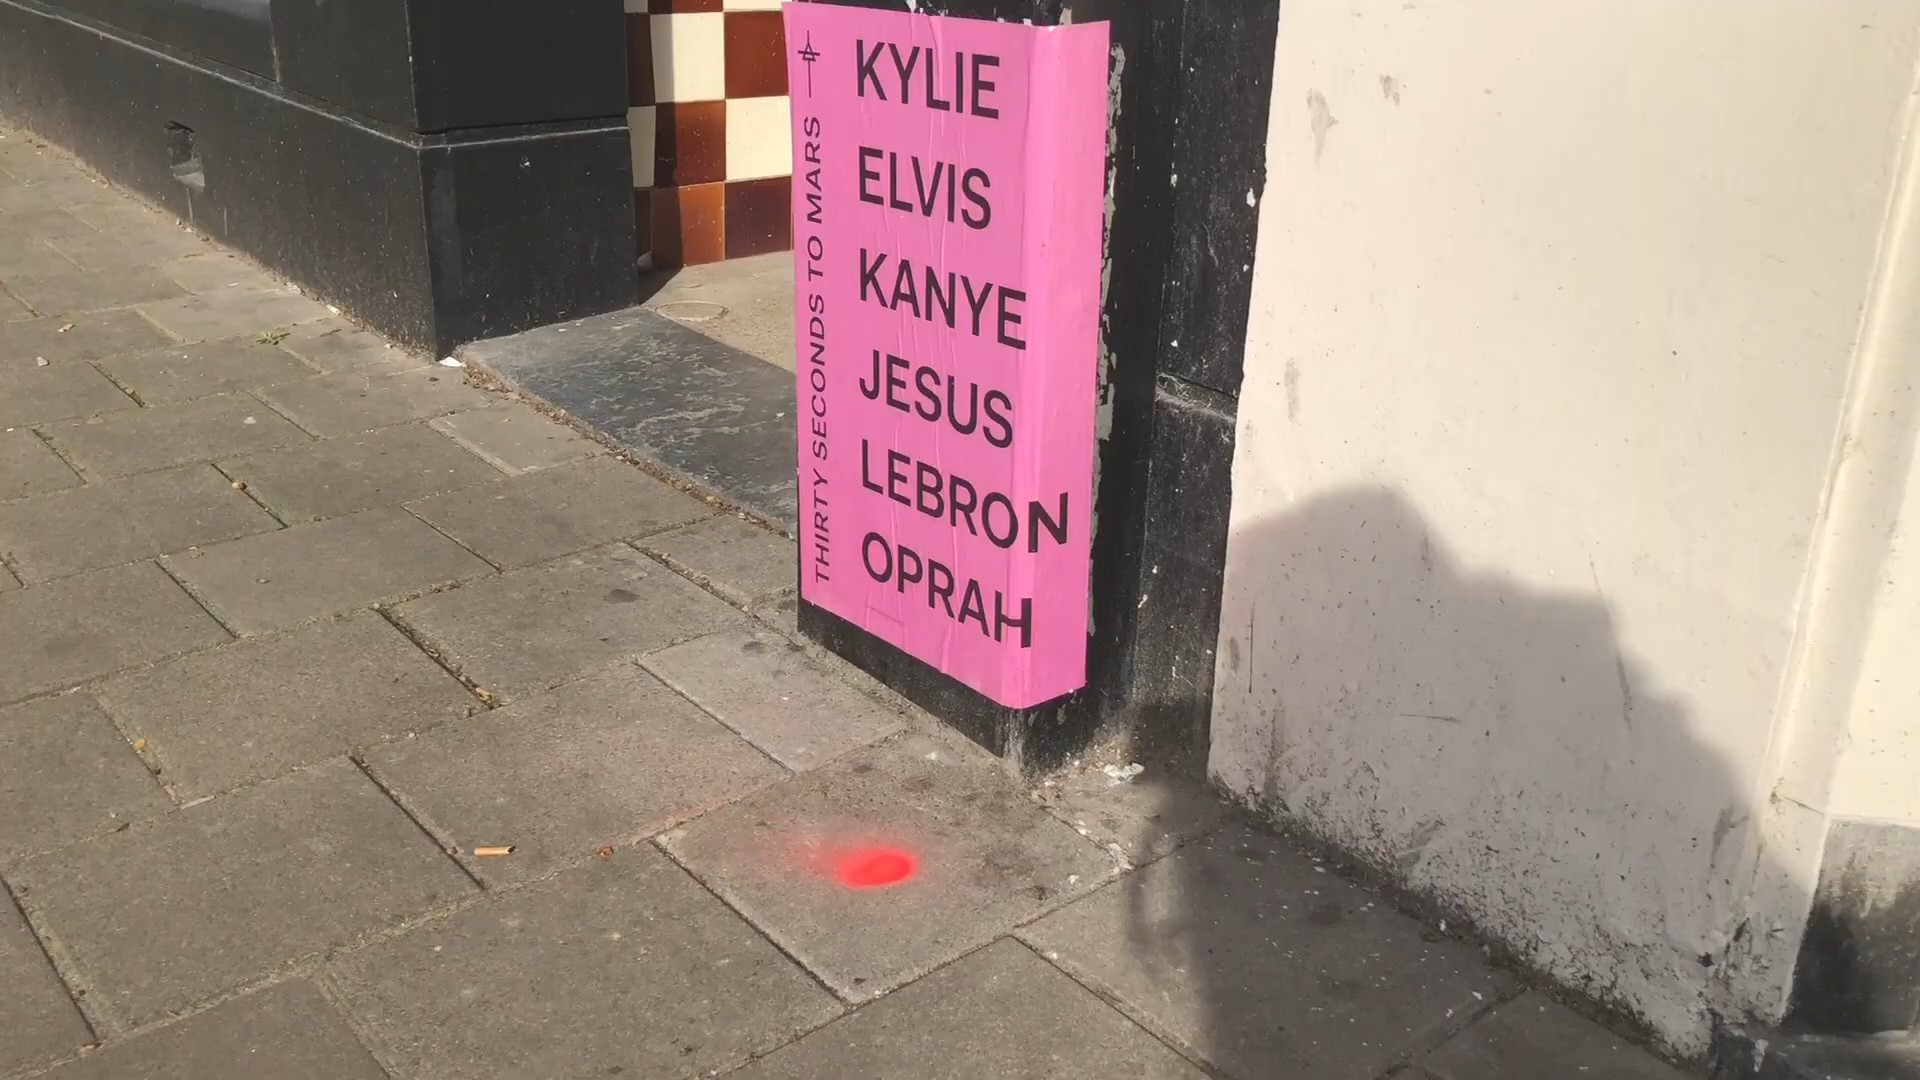 THIRTY SECONDS TO MARS
KYLIE
ELVIS
KANYE
JESUS
LEBRON
OPRAH